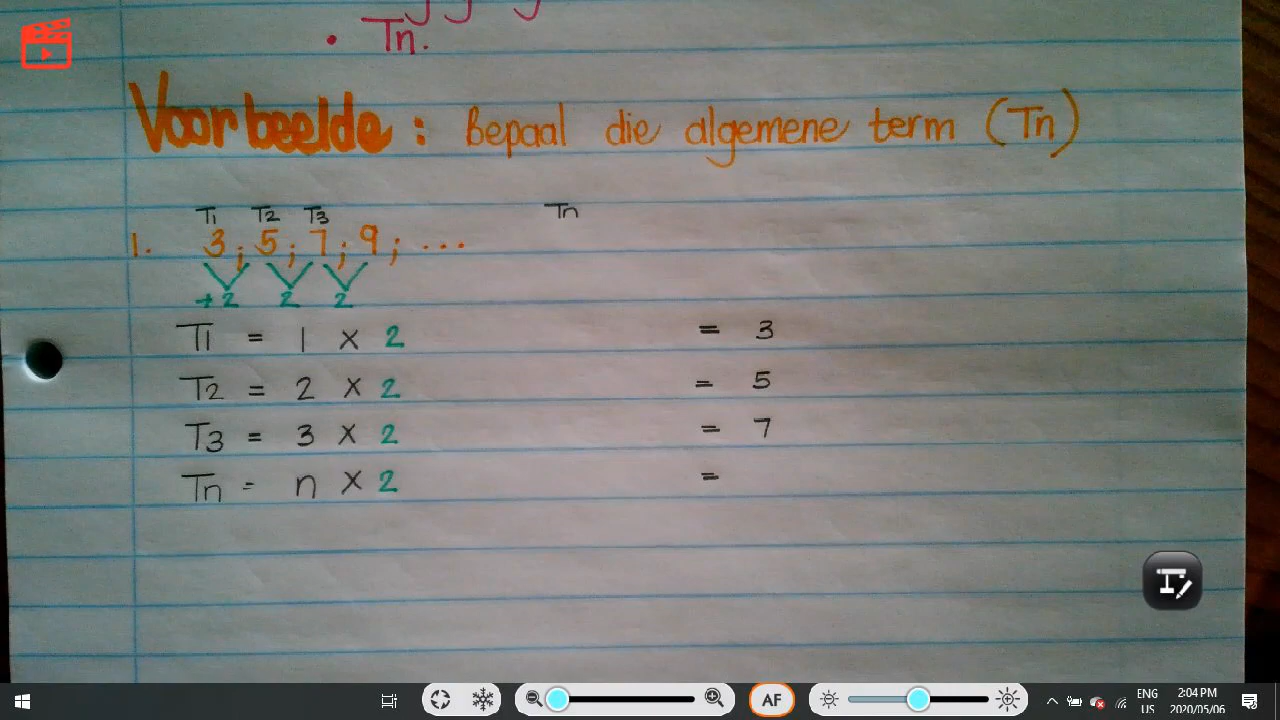 • Tn.
Voorbeelde: Bepaal die algemene term (Tn)
T1 T2 T3 Tn
1. 3; 5; 7; 9; ...
+2 2 2
T1 = 1 × 2 = 3
T2 = 2 × 2 = 5
T3 = 3 × 2 = 7
Tn = n × 2 =
AF
ENG
US
2:04 PM
2020/05/06